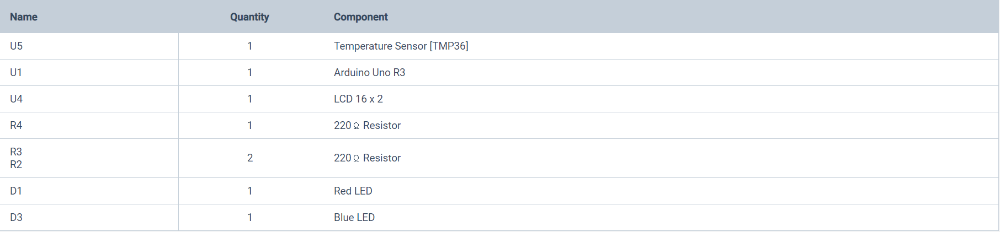 Name Quantity Component
U5 1 Temperature Sensor [TMP36]
U1 1 Arduino Uno R3
U4 1 LCD 16 x 2
R4 1 220 Ω Resistor
R3
R2 2 220 Ω Resistor
D1 1 Red LED
D3 1 Blue LED